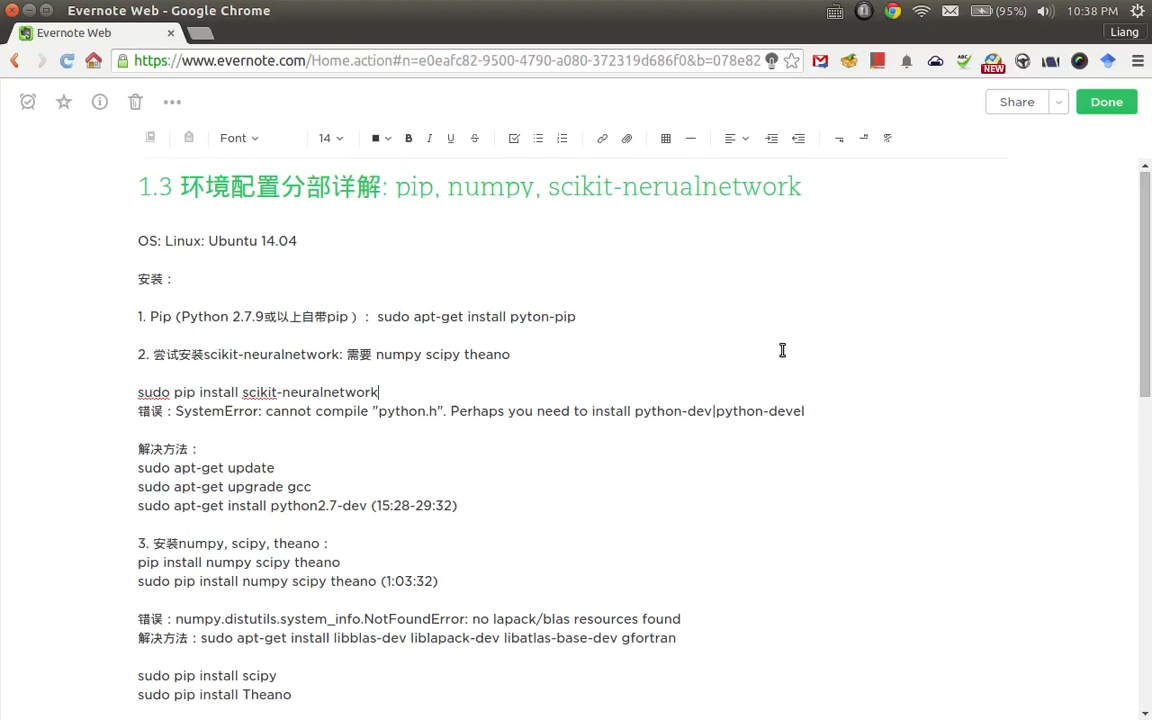 Evernote Web - Google Chrome
(95%)
10:38 PM
Evernote Web
Liang
https://www.evernote.com/Home.action#n=e0eafc82-9500-4790-a080-372319d686f0&b=078e82
NEW
Share
Done
Font
14
1.3 环境配置分部详解: pip, numpy, scikit-nerualnetwork
OS: Linux: Ubuntu 14.04
安装：
1. Pip (Python 2.7.9或以上自带pip）： sudo apt-get install pyton-pip
2. 尝试安装scikit-neuralnetwork: 需要 numpy scipy theano
sudo pip install scikit-neuralnetwork
错误：SystemError: cannot compile "python.h". Perhaps you need to install python-dev|python-devel
解决方法：
sudo apt-get update
sudo apt-get upgrade gcc
sudo apt-get install python2.7-dev (15:28-29:32)
3. 安装numpy, scipy, theano：
pip install numpy scipy theano
sudo pip install numpy scipy theano (1:03:32)
错误：numpy.distutils.system_info.NotFoundError: no lapack/blas resources found
解决方法：sudo apt-get install libblas-dev liblapack-dev libatlas-base-dev gfortran
sudo pip install scipy
sudo pip install Theano